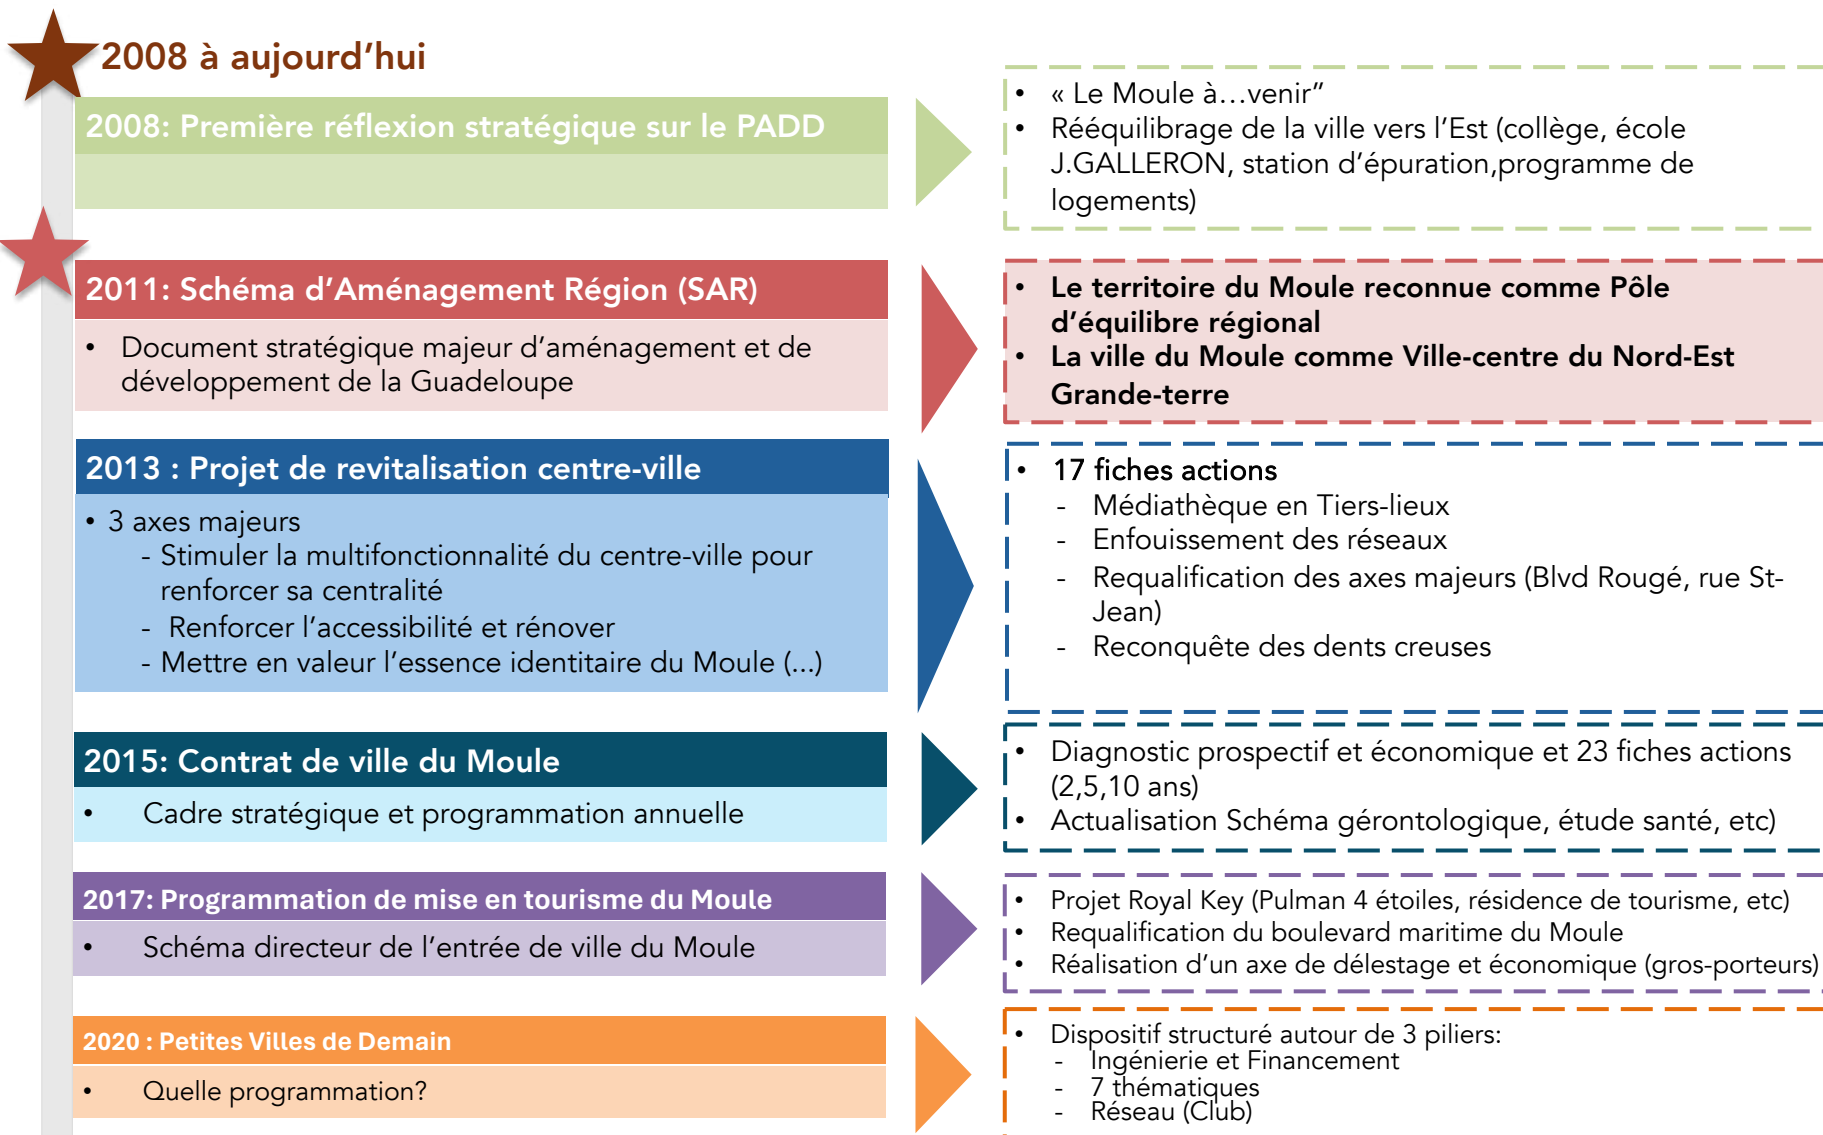 2008 à aujourd’hui
2008: Première réflexion stratégique sur le PADD
• « Le Moule à…venir”
• Rééquilibrage de la ville vers l’Est (collège, école
J.GALLERON, station d’épuration,programme de
logements)
2011: Schéma d’Aménagement Région (SAR)
• Document stratégique majeur d’aménagement et de
développement de la Guadeloupe
• Le territoire du Moule reconnue comme Pôle
d’équilibre régional
• La ville du Moule comme Ville-centre du Nord-Est
Grande-terre
2013 : Projet de revitalisation centre-ville
• 3 axes majeurs
- Stimuler la multifonctionnalité du centre-ville pour
renforcer sa centralité
- Renforcer l’accessibilité et rénover
- Mettre en valeur l’essence identitaire du Moule (...)
• 17 fiches actions
- Médiathèque en Tiers-lieux
- Enfouissement des réseaux
- Requalification des axes majeurs (Blvd Rougé, rue St-
Jean)
- Reconquête des dents creuses
2015: Contrat de ville du Moule
• Cadre stratégique et programmation annuelle
• Diagnostic prospectif et économique et 23 fiches actions
(2,5,10 ans)
• Actualisation Schéma gérontologique, étude santé, etc)
2017: Programmation de mise en tourisme du Moule
• Schéma directeur de l’entrée de ville du Moule
• Projet Royal Key (Pulman 4 étoiles, résidence de tourisme, etc)
• Requalification du boulevard maritime du Moule
• Réalisation d’un axe de délestage et économique (gros-porteurs)
2020 : Petites Villes de Demain
• Quelle programmation?
• Dispositif structuré autour de 3 piliers:
- Ingénierie et Financement
- 7 thématiques
- Réseau (Club)